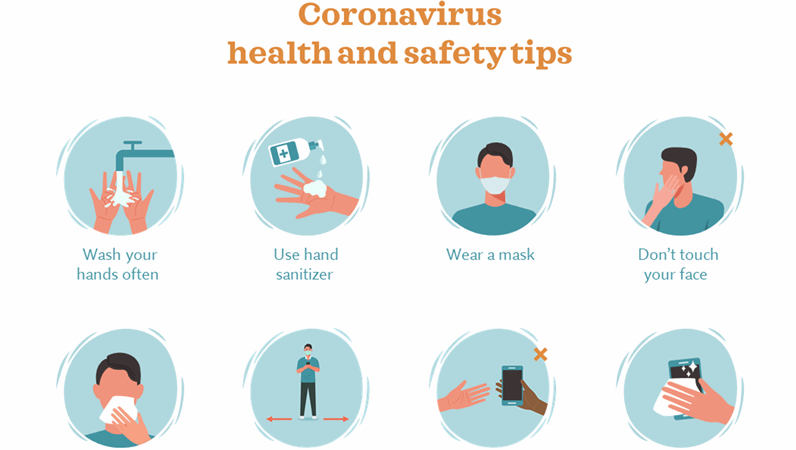 Coronavirus
health and safety tips
Wash your
hands often
Use hand
sanitizer
Wear a mask
Don't touch
your face